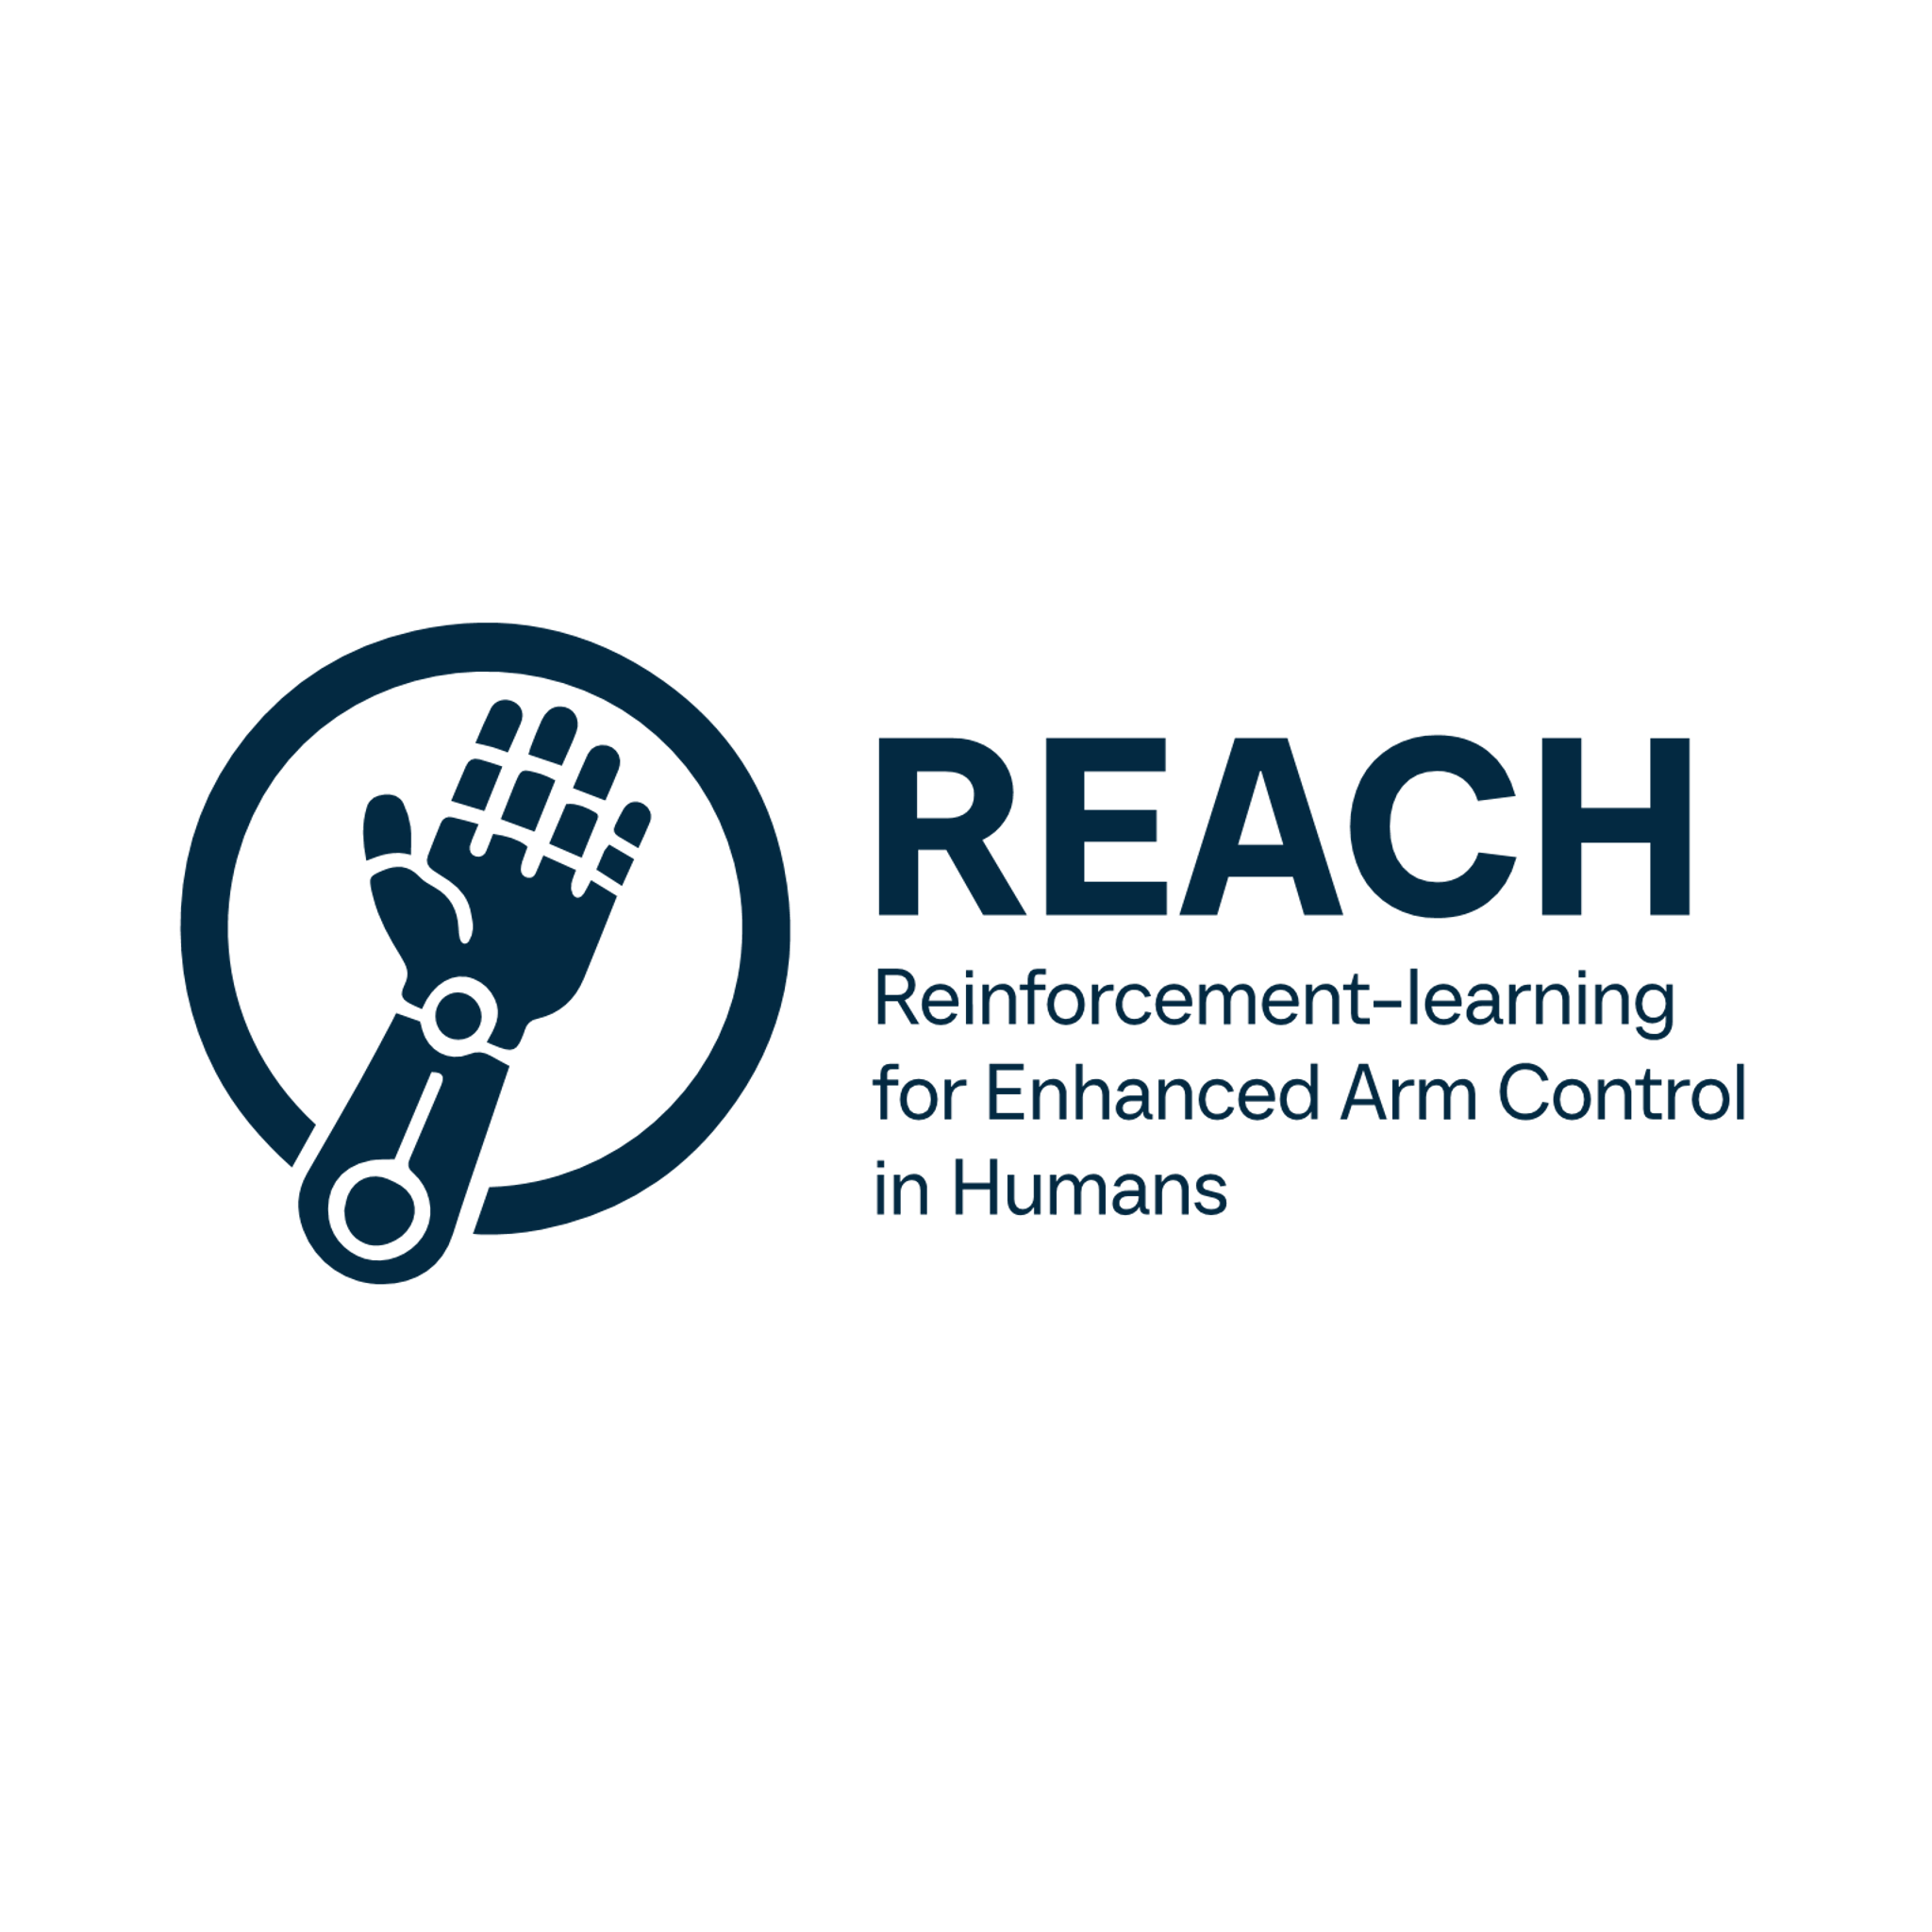 REACH
Reinforcement-learning
for Enhanced Arm Control
in Humans